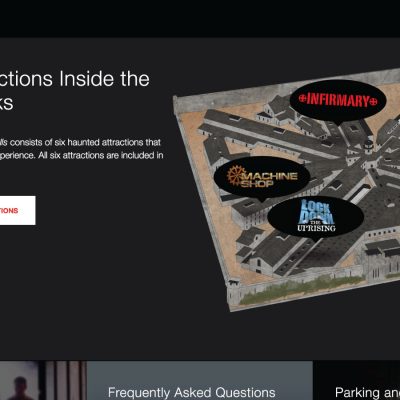 ctions Inside the
ks
lls consists of six haunted attractions that
perience. All six attractions are included in
TIONS
INFIRMARY
MACHINE
SHOP
LOCK
DOWN
THE
UPRISING
Frequently Asked Questions
Parking an